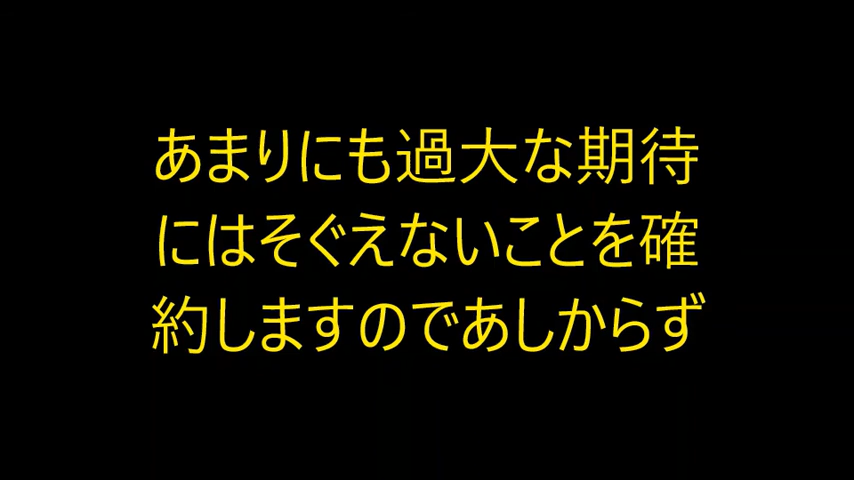 あまりにも過大な期待
にはそぐえないことを確
約しますのであしからず